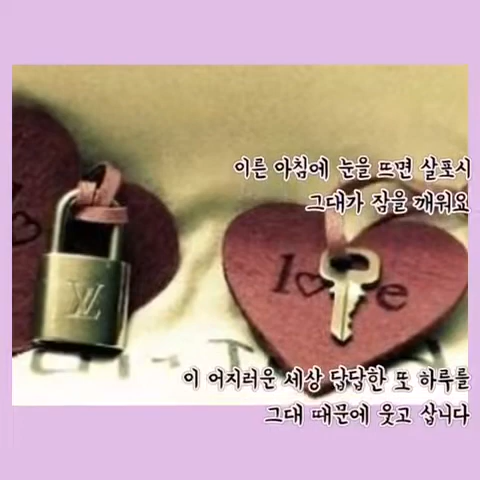 이른 아침에 눈을 뜨면 살포시
그대가 잠을 깨워요
LV
love
이 어지러운 세상 답답한 또 하루를
그대 때문에 웃고 삽니다